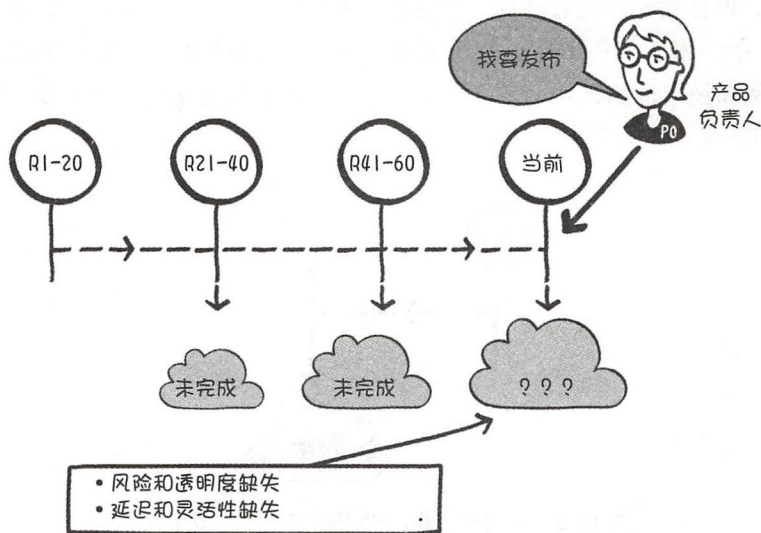 我要发布
产品
负责人
PO
R1-20
R21-40
R41-60
当前
未完成
未完成
？？？
• 风险和透明度缺失
• 延迟和灵活性缺失